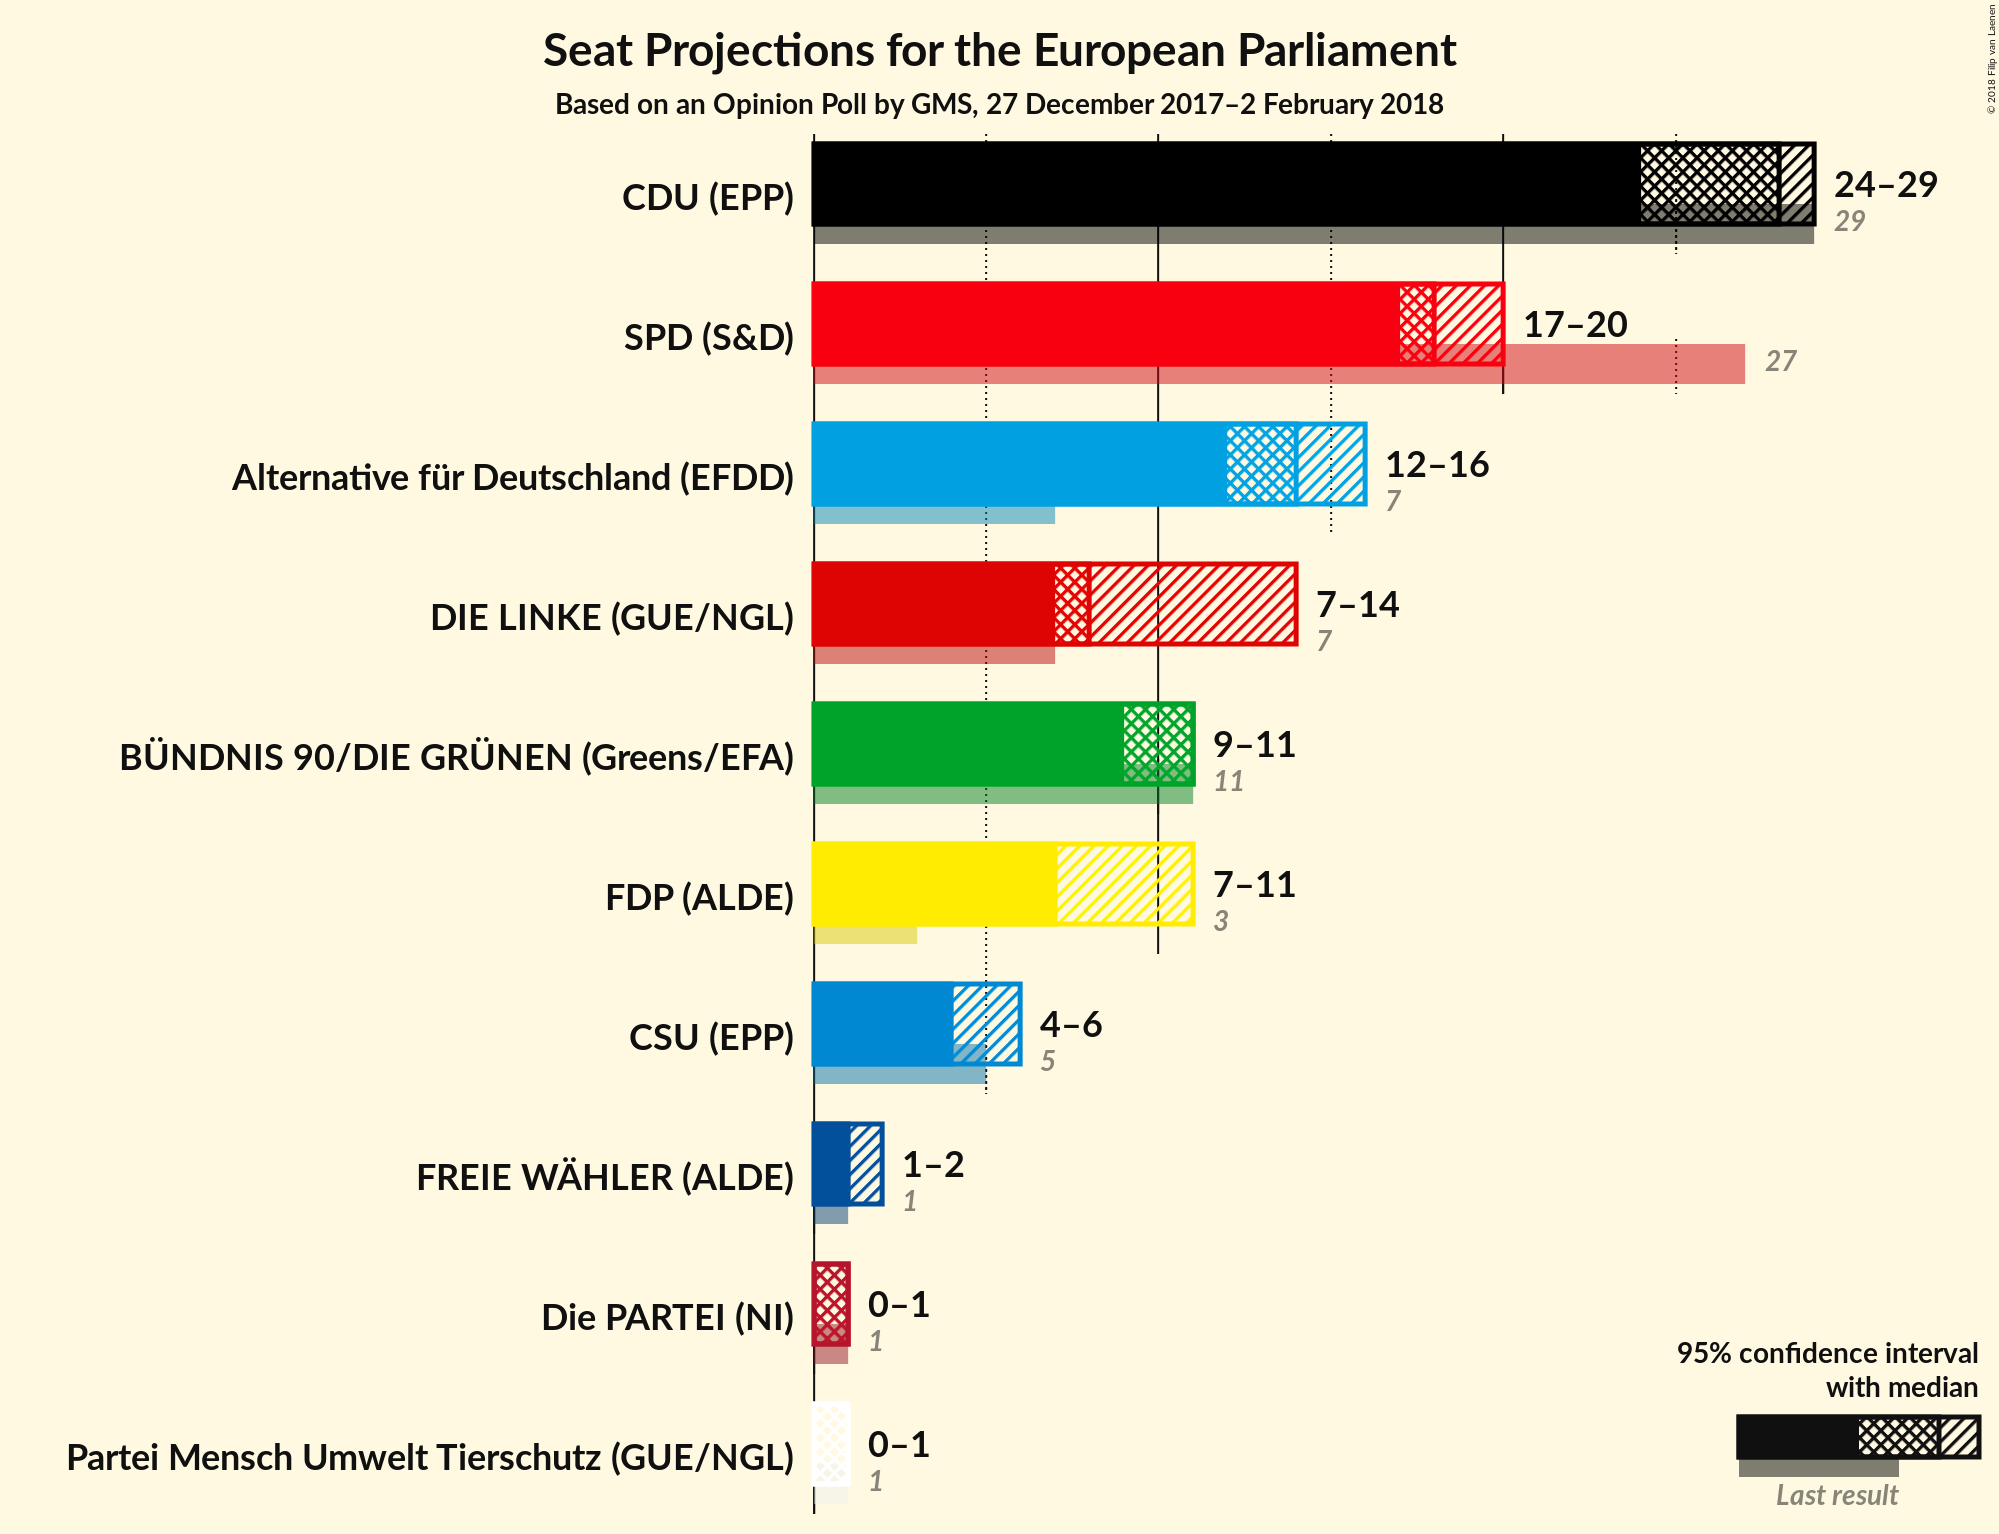 Seat Projections for the European Parliament
Based on an Opinion Poll by GMS, 27 December 2017–2 February 2018
© 2018 Filip van Laenen
CDU (EPP)
24–29
29
SPD (S&D)
17–20
27
Alternative für Deutschland (EFDD)
12–16
7
DIE LINKE (GUE/NGL)
7–14
7
BÜNDNIS 90/DIE GRÜNEN (Greens/EFA)
9–11
11
FDP (ALDE)
7–11
3
CSU (EPP)
4–6
5
FREIE WÄHLER (ALDE)
1–2
1
Die PARTEI (NI)
0–1
1
Partei Mensch Umwelt Tierschutz (GUE/NGL)
0–1
1
95% confidence interval
with median
Last result